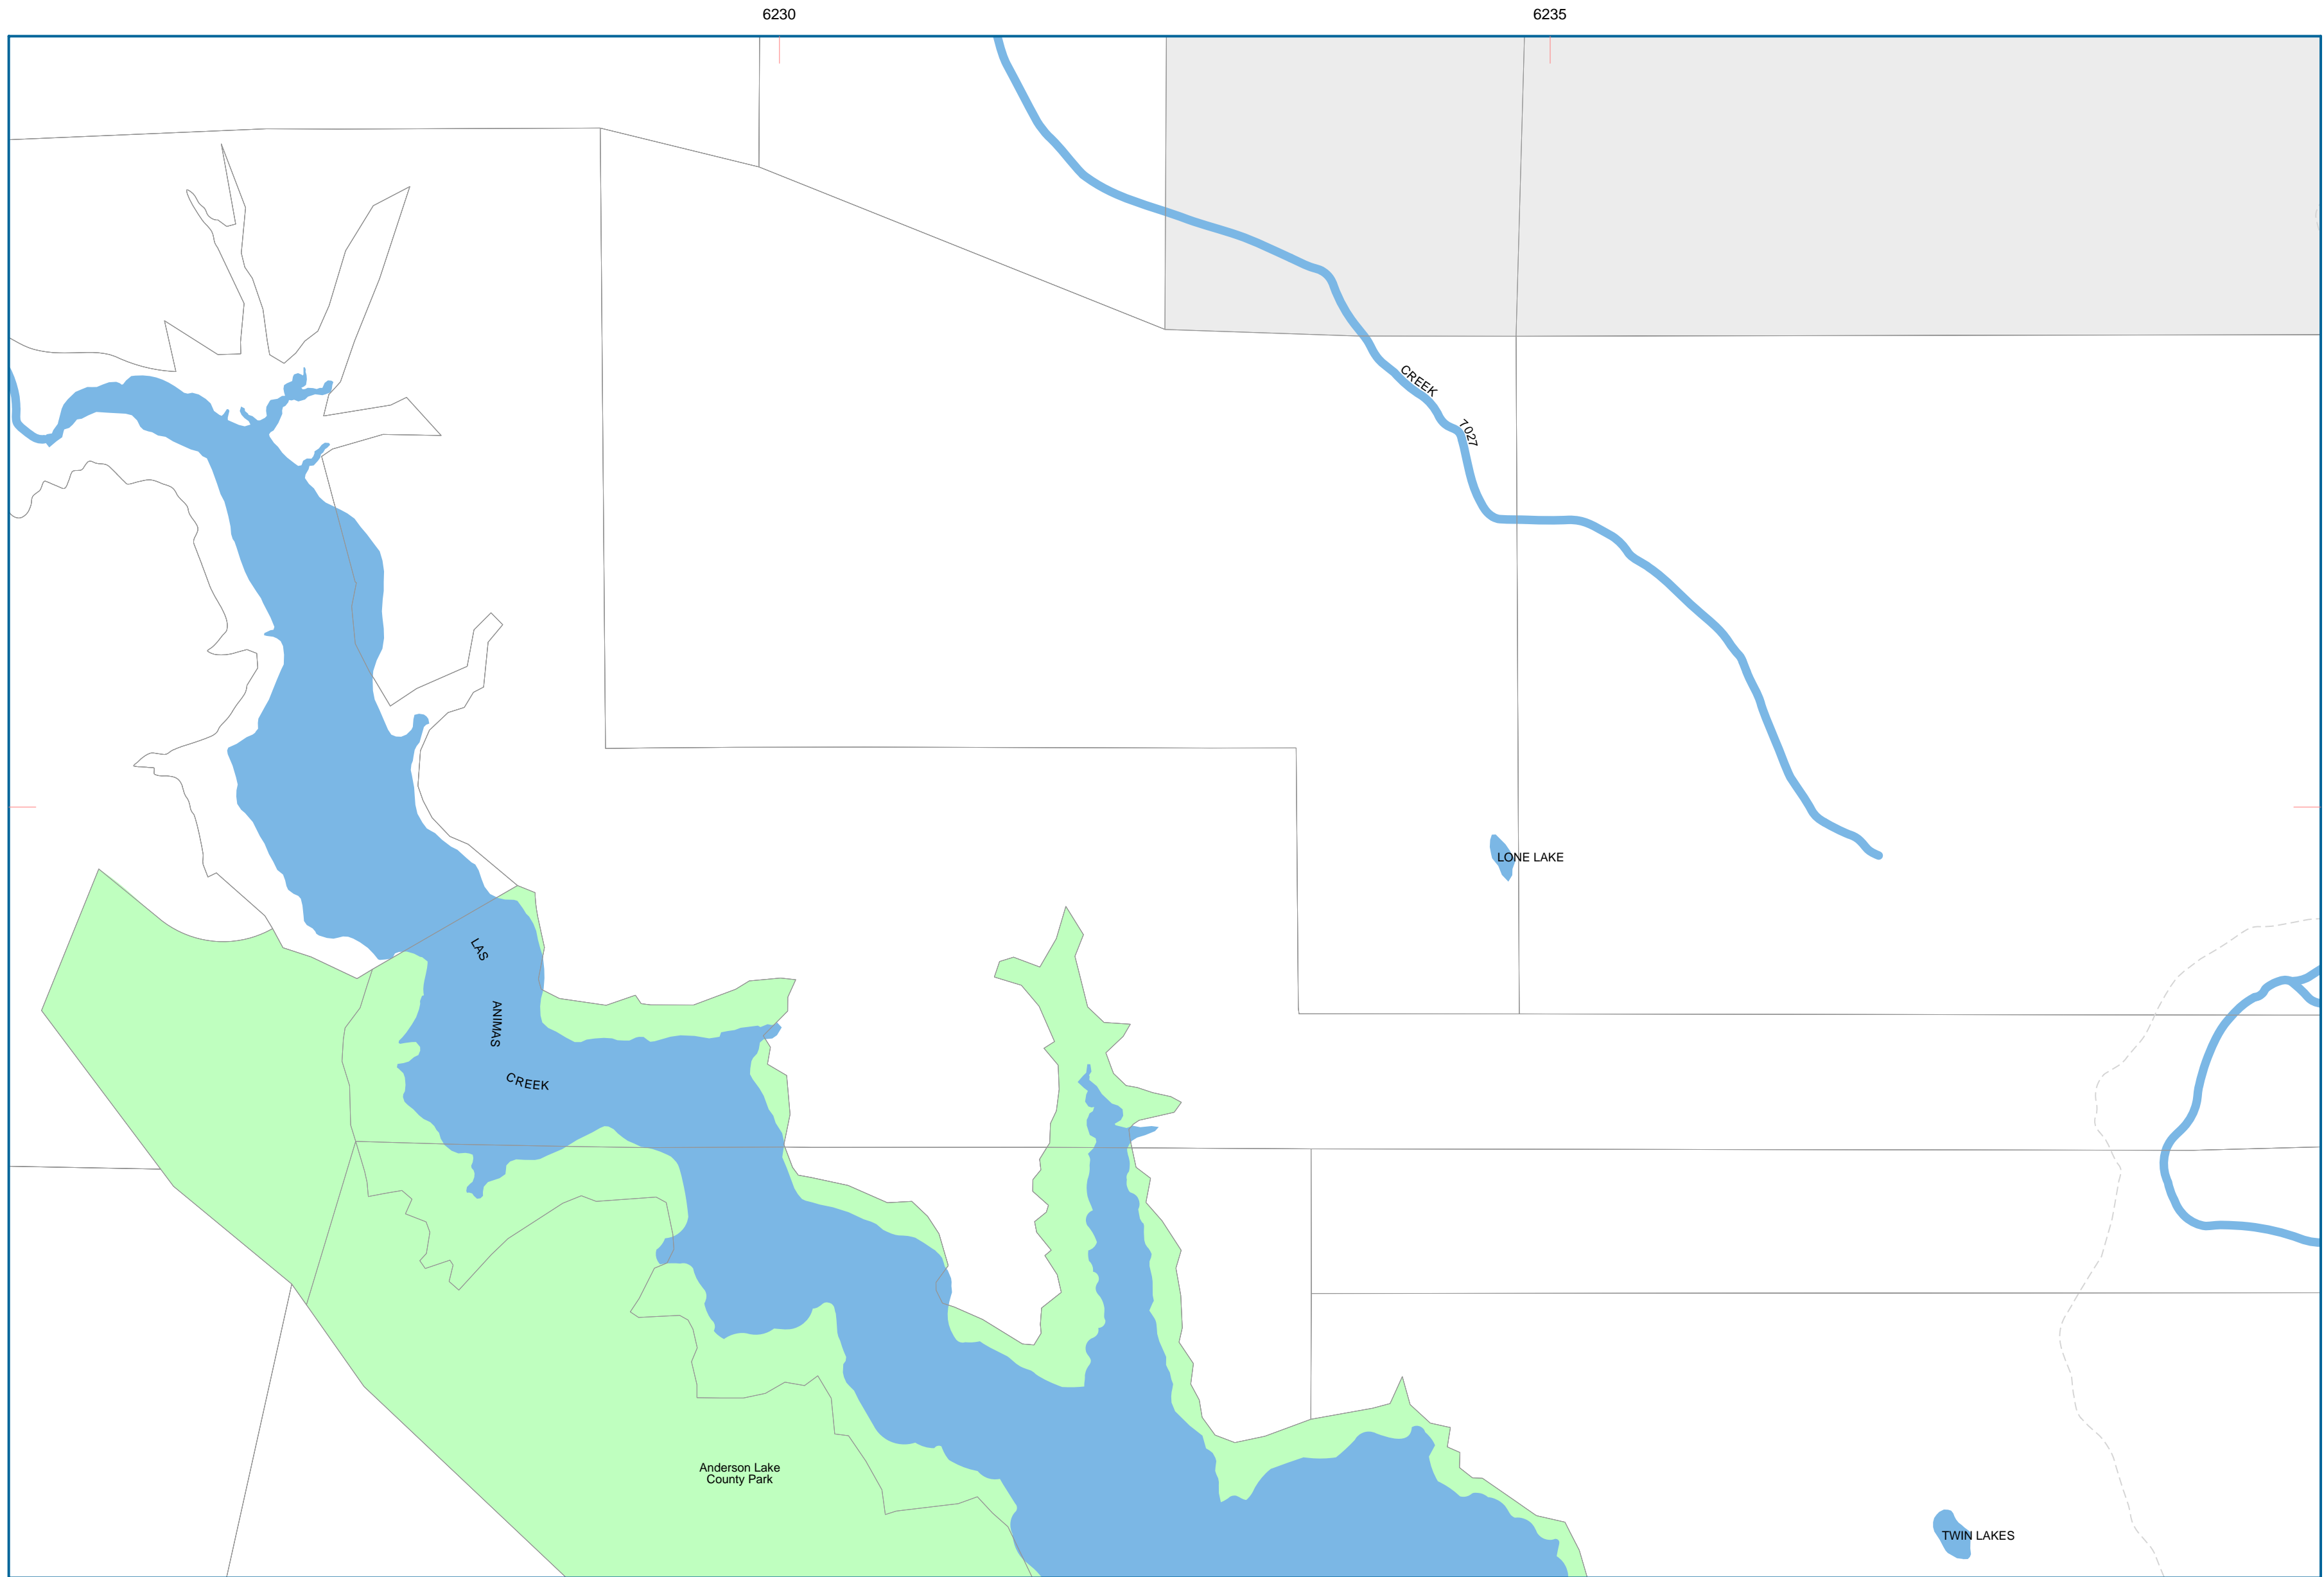 6230
6235
CREEK
7027
LONE LAKE
LAS
ANIMAS
CREEK
Anderson Lake
County Park
TWIN LAKES